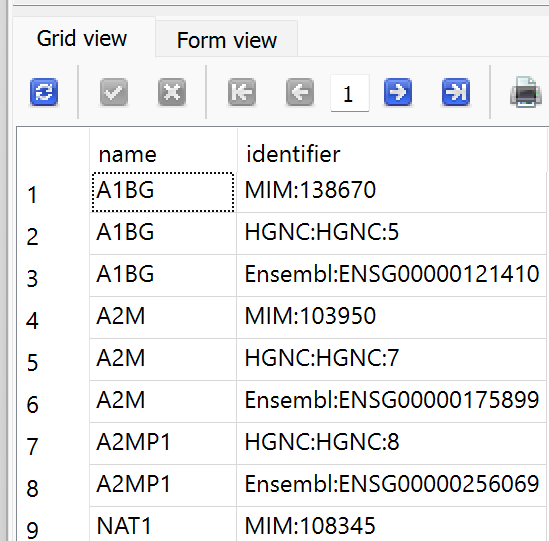 Grid view Form view
1
name identifier
1 A1BG MIM:138670
2 A1BG HGNC:HGNC:5
3 A1BG Ensembl:ENSG00000121410
4 A2M MIM:103950
5 A2M HGNC:HGNC:7
6 A2M Ensembl:ENSG00000175899
7 A2MP1 HGNC:HGNC:8
8 A2MP1 Ensembl:ENSG00000256069
9 NAT1 MIM:108345